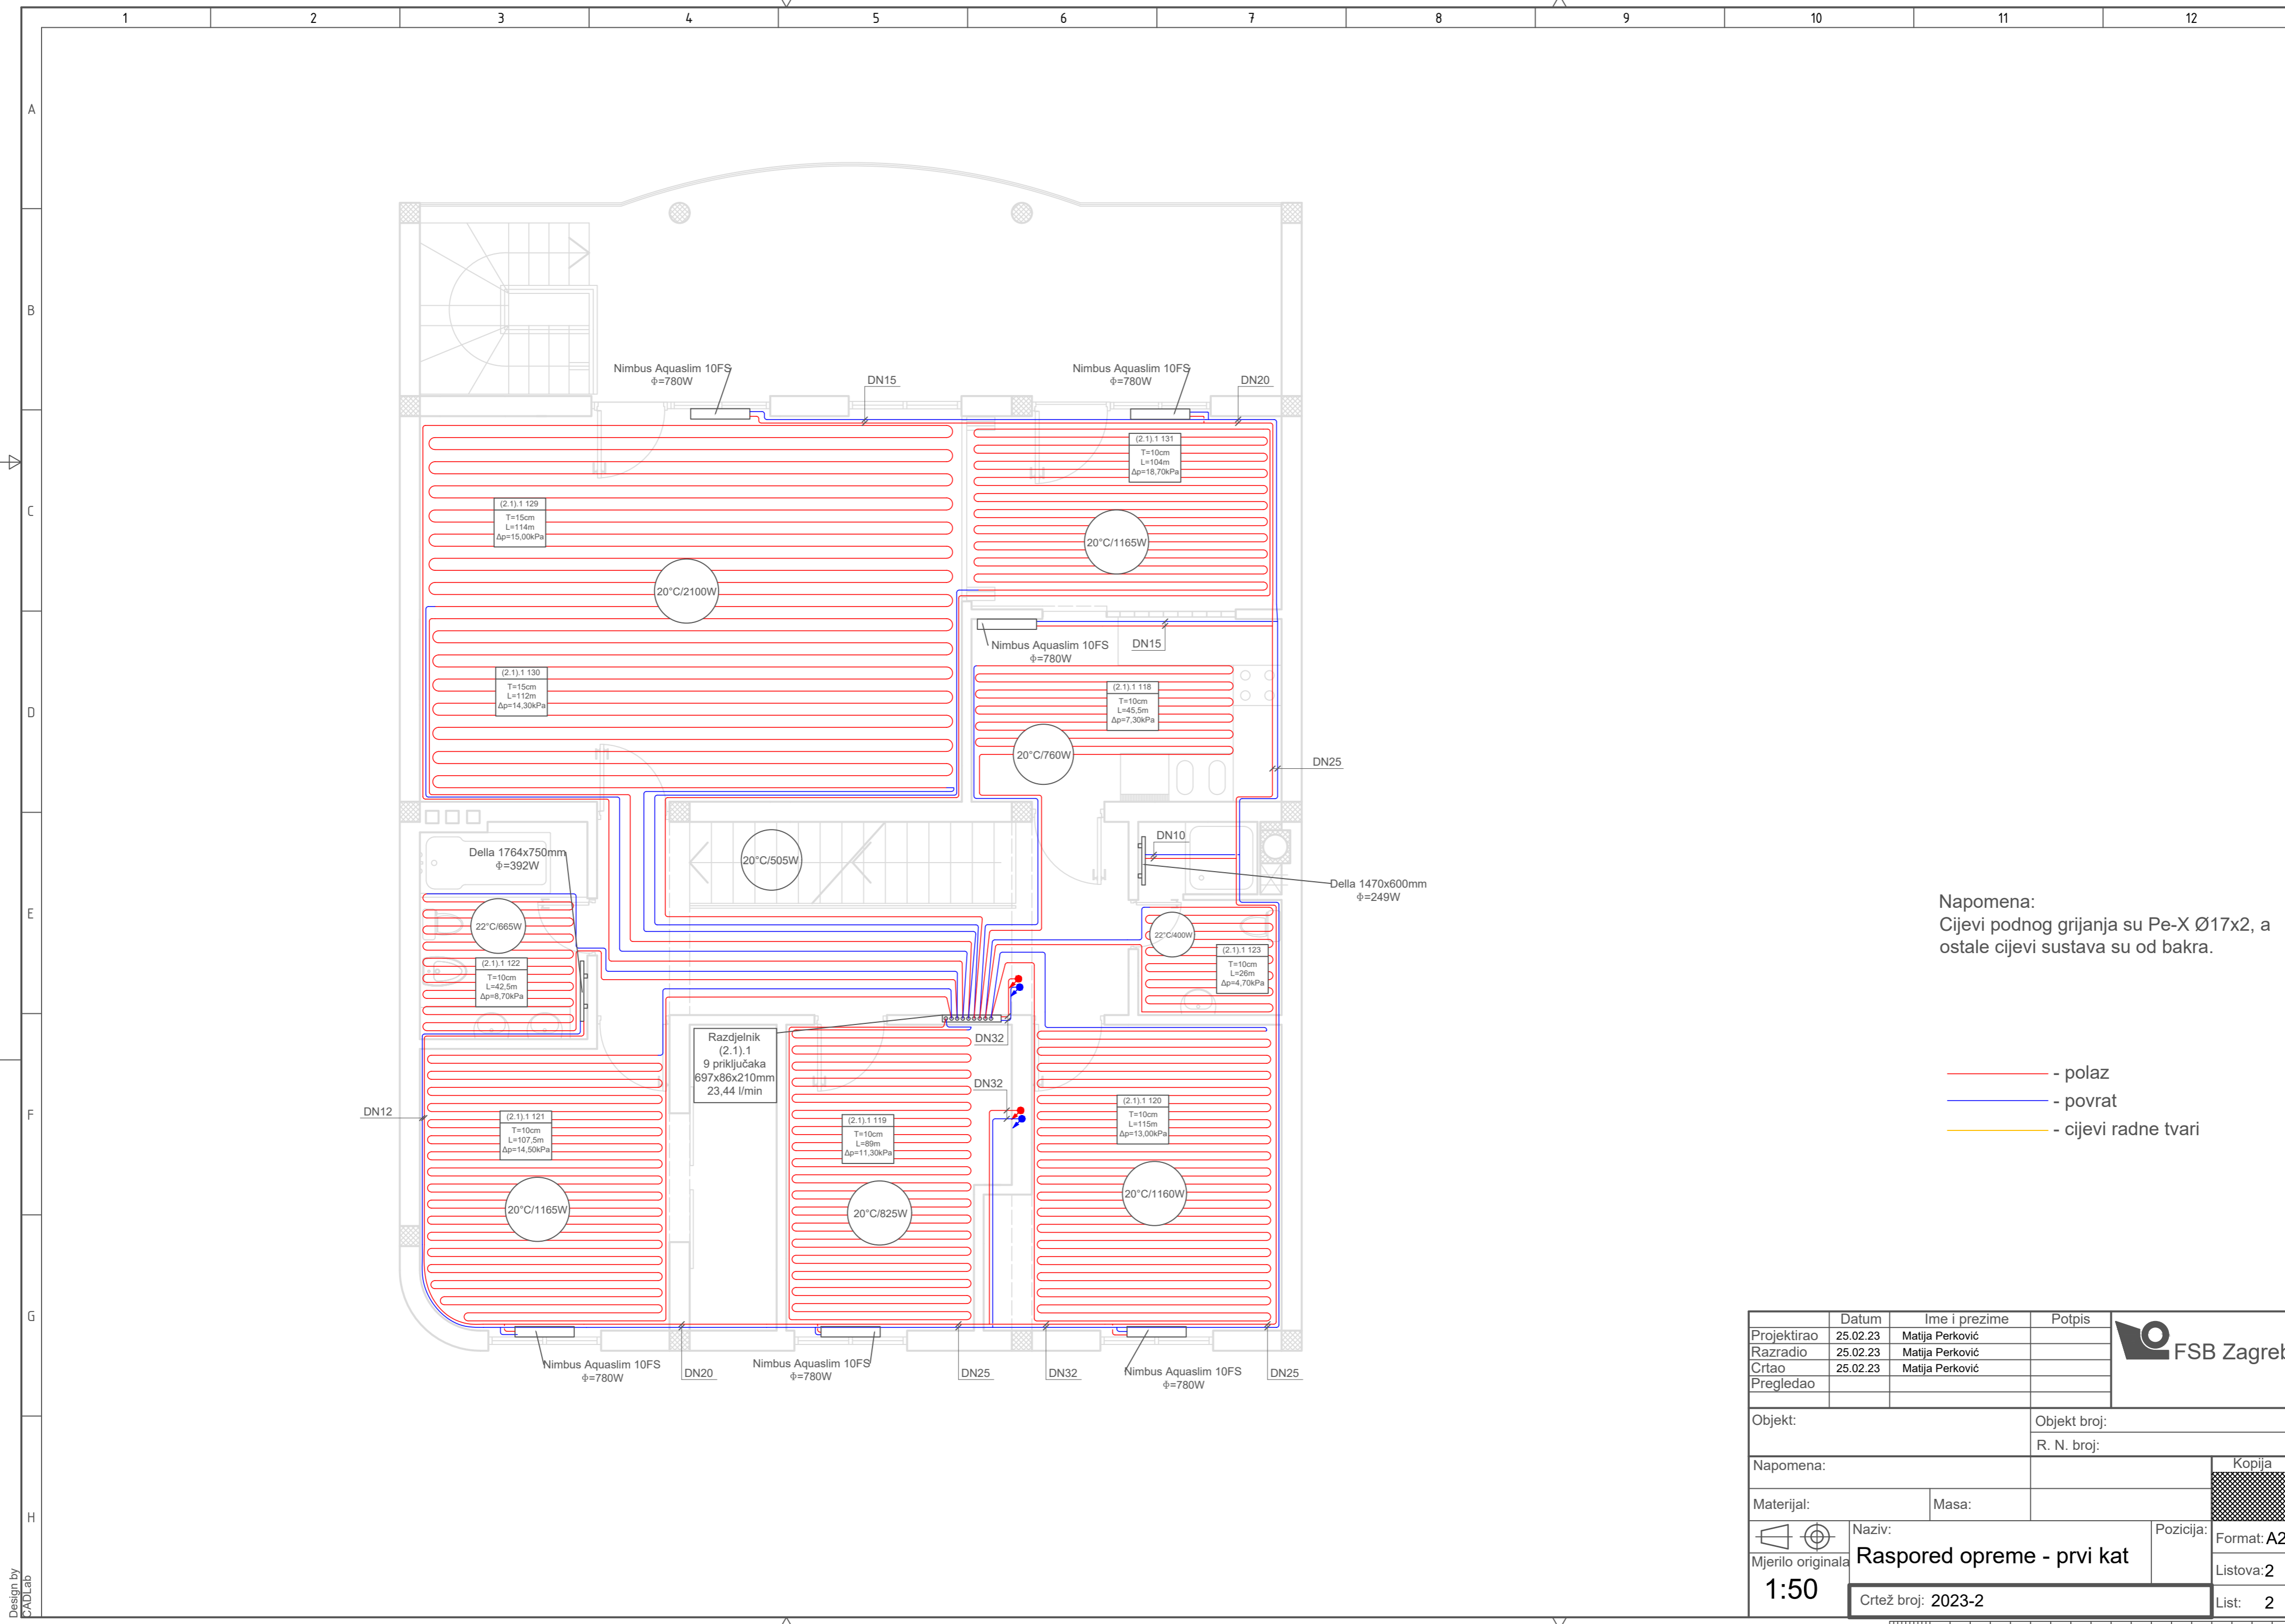 1 2 3 4 5 6 7 8 9 10 11 12
A
B
C
D
E
F
G
H
Nimbus Aquaslim 10FS
Φ=780W
DN15
Nimbus Aquaslim 10FS
Φ=780W
DN20
(2.1).1 131
T=10cm
L=104m
Δp=18,70kPa
(2.1).1 129
T=15cm
L=114m
Δp=15,00kPa
20°C/1165W
20°C/2100W
Nimbus Aquaslim 10FS
Φ=780W
DN15
(2.1).1 130
T=15cm
L=112m
Δp=14,30kPa
(2.1).1 118
T=10cm
L=45,5m
Δp=7,30kPa
20°C/760W
DN25
DN10
Della 1764x750mm
Φ=392W
20°C/505W
Della 1470x600mm
Φ=249W
22°C/665W
22°C/400W
(2.1).1 123
T=10cm
L=26m
Δp=4,70kPa
(2.1).1 122
T=10cm
L=42,5m
Δp=8,70kPa
Razdjelnik
(2.1).1
9 priključaka
697x86x210mm
23,44 l/min
DN32
DN32
DN12
(2.1).1 121
T=10cm
L=107,5m
Δp=14,50kPa
(2.1).1 119
T=10cm
L=89m
Δp=11,30kPa
(2.1).1 120
T=10cm
L=115m
Δp=13,00kPa
20°C/1165W
20°C/825W
20°C/1160W
Nimbus Aquaslim 10FS
Φ=780W
DN20
Nimbus Aquaslim 10FS
Φ=780W
DN25
DN32
Nimbus Aquaslim 10FS
Φ=780W
DN25
Napomena:
Cijevi podnog grijanja su Pe-X Ø17x2, a
ostale cijevi sustava su od bakra.
- polaz
- povrat
- cijevi radne tvari
Datum Ime i prezime Potpis
Projektirao 25.02.23 Matija Perković
Razradio 25.02.23 Matija Perković
Crtao 25.02.23 Matija Perković
Pregledao
FSB Zagreb
Objekt:
Objekt broj:
R. N. broj:
Napomena:
Kopija
Materijal:
Masa:
Naziv:
Raspored opreme - prvi kat
Pozicija:
Format: A2
Mjerilo originala
1:50
Listova: 2
Crtež broj: 2023-2
List: 2
Design by
CADLab